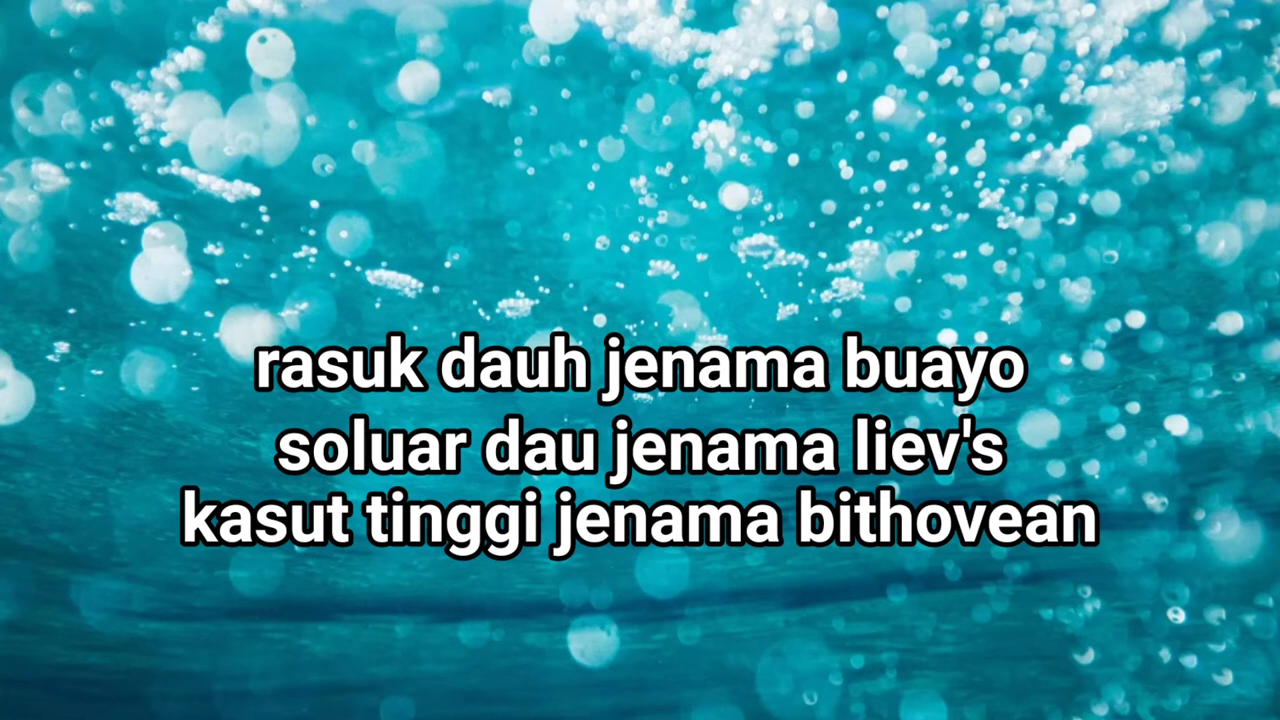 rasuk dauh jenama buayo
soluar dau jenama liev's
kasut tinggi jenama bithovean